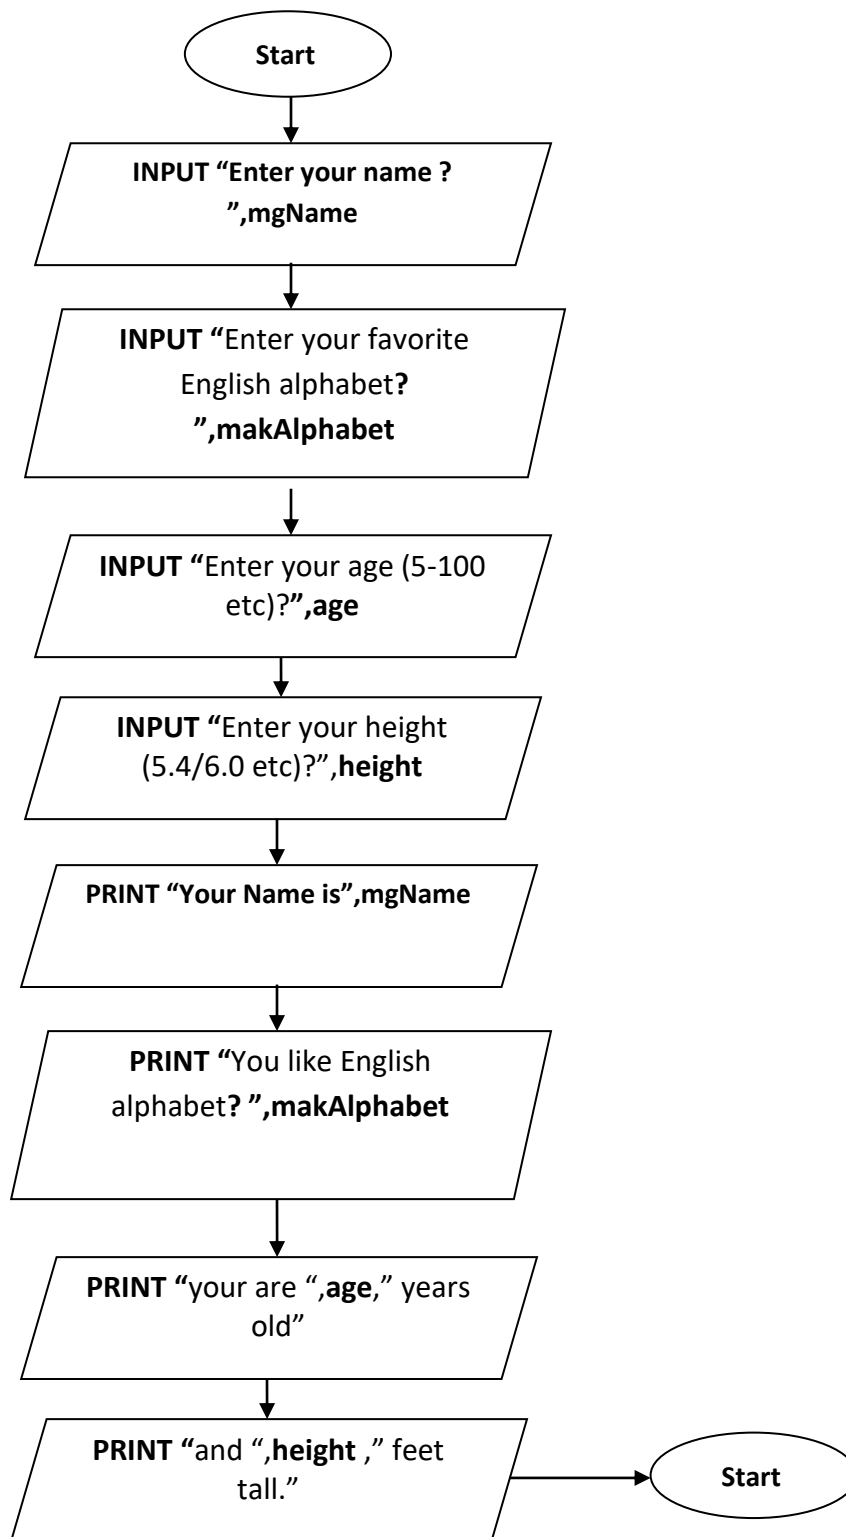 Start
INPUT “Enter your name ?
”,mgName
INPUT “Enter your favorite
English alphabet?
”,makAlphabet
INPUT “Enter your age (5-100
etc)?”,age
INPUT “Enter your height
(5.4/6.0 etc)?”,height
PRINT “Your Name is”,mgName
PRINT “You like English
alphabet? ”,makAlphabet
PRINT “your are “,age,” years
old”
PRINT “and “,height ,” feet
tall.”
Start